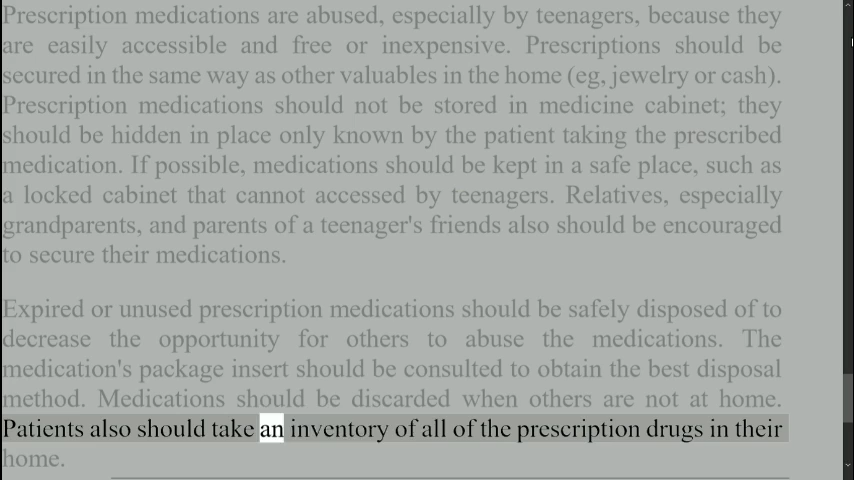 Prescription medications are abused, especially by teenagers, because they
are easily accessible and free or inexpensive. Prescriptions should be
secured in the same way as other valuables in the home (eg, jewelry or cash).
Prescription medications should not be stored in medicine cabinet; they
should be hidden in place only known by the patient taking the prescribed
medication. If possible, medications should be kept in a safe place, such as
a locked cabinet that cannot accessed by teenagers. Relatives, especially
grandparents, and parents of a teenager's friends also should be encouraged
to secure their medications.
Expired or unused prescription medications should be safely disposed of to
decrease the opportunity for others to abuse the medications. The
medication's package insert should be consulted to obtain the best disposal
method. Medications should be discarded when others are not at home.
Patients also should take an inventory of all of the prescription drugs in their
home.